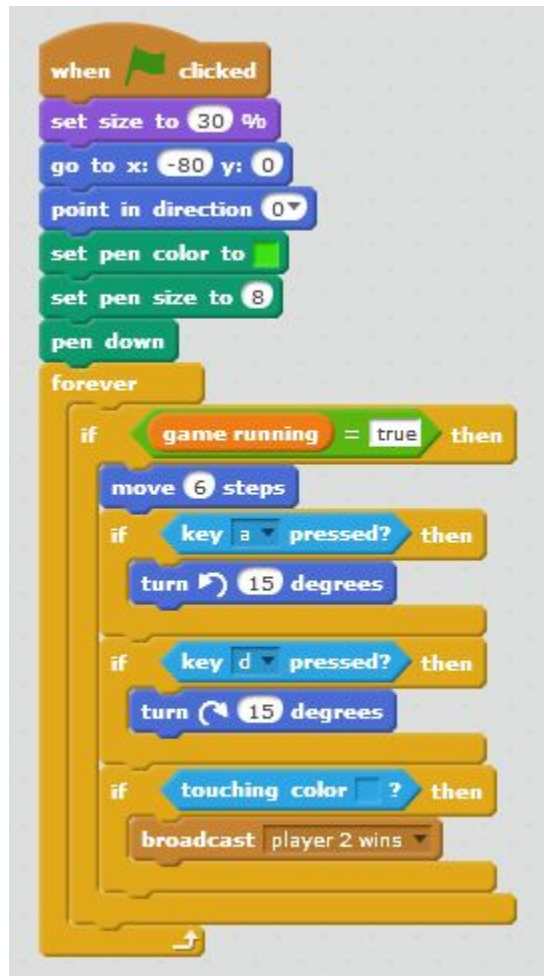 when clicked
set size to 30 %
go to x: -80 y: 0
point in direction 0
set pen color to
set pen size to 8
pen down
forever
if game running = true then
move 6 steps
if key a pressed? then
turn 15 degrees
if key d pressed? then
turn 15 degrees
if touching color ? then
broadcast player 2 wins